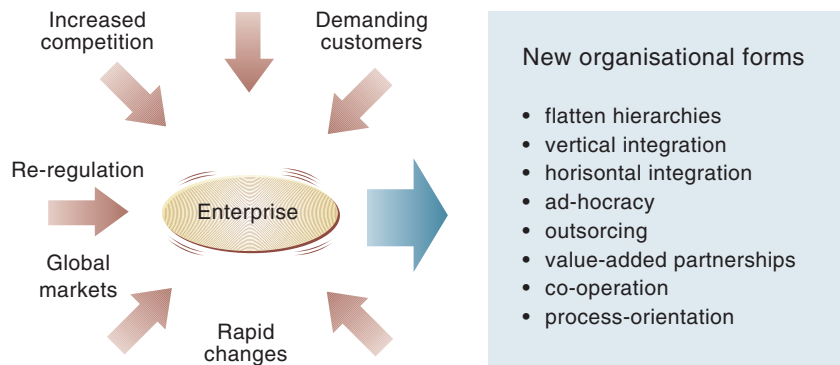 Increased
competition
Demanding
customers
Re-regulation
Enterprise
Global
markets
Rapid
changes
New organisational forms
• flatten hierarchies
• vertical integration
• horisontal integration
• ad-hocracy
• outsorcing
• value-added partnerships
• co-operation
• process-orientation